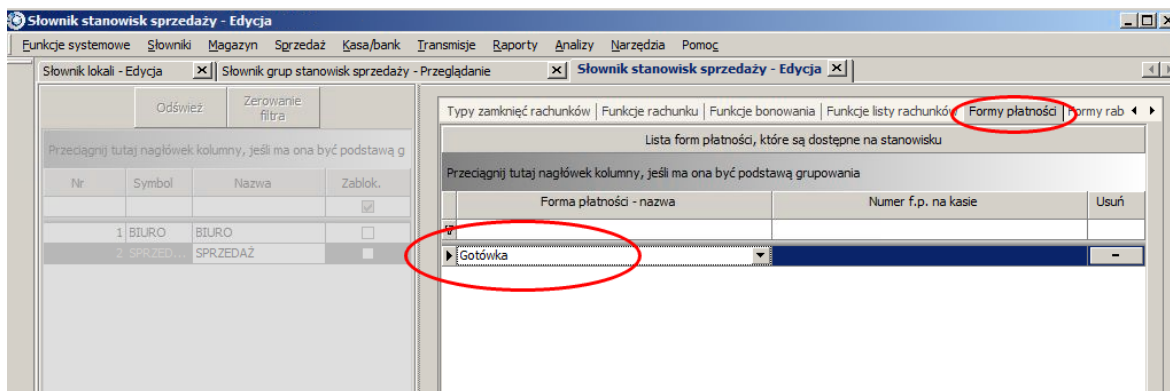 Słownik stanowisk sprzedaży - Edycja
Funkcje systemowe Słowniki Magazyn Sprzedaż Kasa/bank Transmisje Raporty Analizy Narzędzia Pomoc
Słownik lokali - Edycja Słownik grup stanowisk sprzedaży - Przeglądanie Słownik stanowisk sprzedaży - Edycja
Odśwież Zerowanie filtra
Przeciągnij tutaj nagłówek kolumny, jeśli ma ona być podstawą g
Nr Symbol Nazwa Zablok.
1 BIURO BIURO
2 SPRZED... SPRZEDAŻ
Typy zamknięć rachunków Funkcje rachunku Funkcje bonowania Funkcje listy rachunków Formy płatności Formy rab
Lista form płatności, które są dostępne na stanowisku
Przeciągnij tutaj nagłówek kolumny, jeśli ma ona być podstawą grupowania
Forma płatności - nazwa Numer f.p. na kasie Usuń
Gotówka